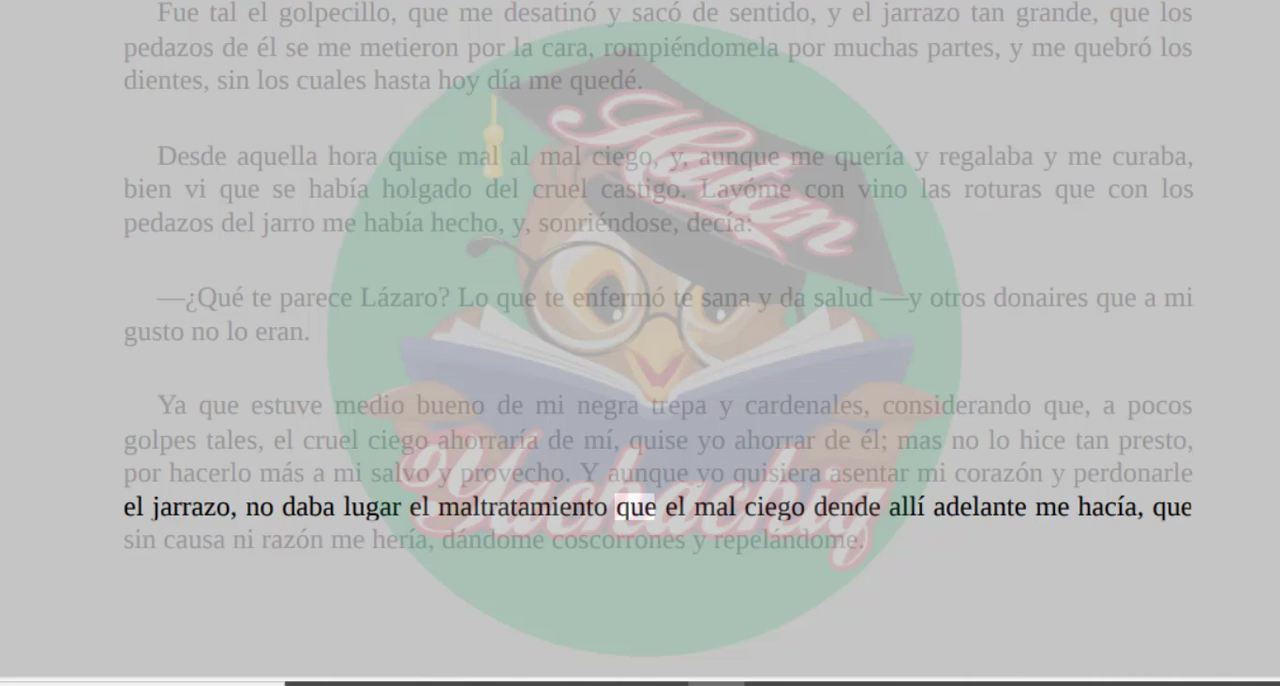 Fue tal el golpecillo, que me desatinó y sacó de sentido, y el jarrazo tan grande, que los
pedazos de él se me metieron por la cara, rompiéndomela por muchas partes, y me quebró los
dientes, sin los cuales hasta hoy día me quedé.
Desde aquella hora quise mal al mal ciego, y, aunque me quería y regalaba y me curaba,
bien vi que se había holgado del cruel castigo. Lavóme con vino las roturas que con los
pedazos del jarro me había hecho, y, sonriéndose, decía:
—¿Qué te parece Lázaro? Lo que te enfermó te sana y da salud —y otros donaires que a mi
gusto no lo eran.
Ya que estuve medio bueno de mi negra trepa y cardenales, considerando que, a pocos
golpes tales, el cruel ciego ahorraría de mí, quise yo ahorrar de él; mas no lo hice tan presto,
por hacerlo más a mi salvo y provecho. Y aunque yo quisiera asentar mi corazón y perdonarle
el jarrazo, no daba lugar el maltratamiento que el mal ciego dende allí adelante me hacía, que
sin causa ni razón me hería, dándome coscorrones y repelándome.